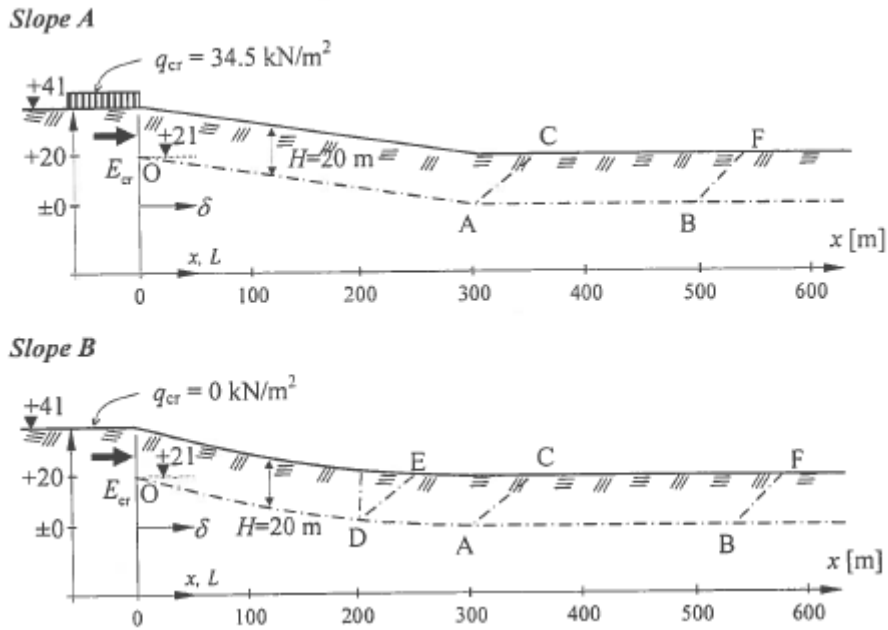 Slope A
q_cr = 34.5 kN/m²
+41
+21
C
F
+20
H=20 m
E_cr
O
±0
δ
A
B
x [m]
x, L
0
100
200
300
400
500
600
Slope B
q_cr = 0 kN/m²
+41
+21
E
C
F
+20
E_cr
O
H=20 m
±0
δ
D
A
B
x [m]
x, L
0
100
200
300
400
500
600